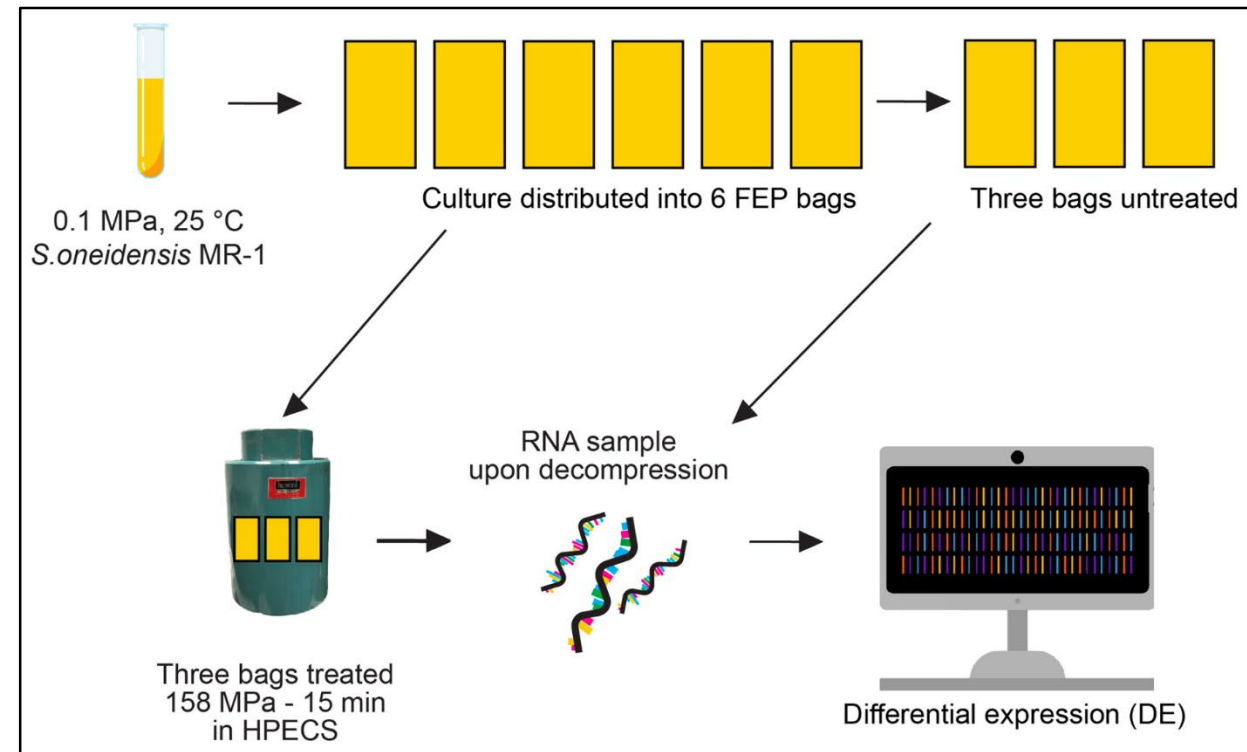 0.1 MPa, 25 °C
S.oneidensis MR-1
Culture distributed into 6 FEP bags
Three bags untreated
RNA sample
upon decompression
Three bags treated
158 MPa - 15 min
in HPECS
Differential expression (DE)